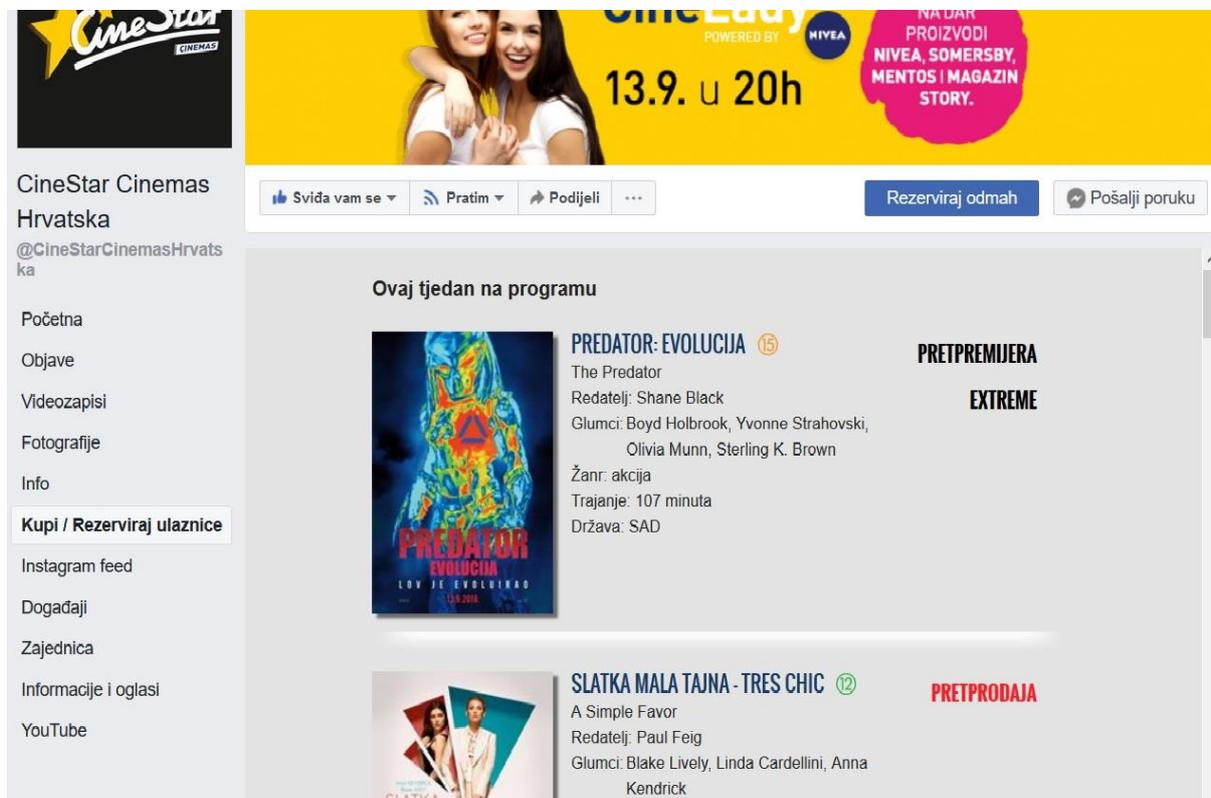 CineStar
CINEMAS
CineLady
POWERED BY
NIVEA
13.9. u 20h
NA DAR
PROIZVODI
NIVEA, SOMERSBY,
MENTOS I MAGAZIN
STORY.
CineStar Cinemas
Hrvatska
@CineStarCinemasHrvats
ka
Sviđa vam se
Pratim
Podijeli
...
Rezerviraj odmah
Pošalji poruku
Početna
Objave
Videozapisi
Fotografije
Info
Kupi / Rezerviraj ulaznice
Instagram feed
Događaji
Zajednica
Informacije i oglasi
YouTube
Ovaj tjedan na programu
PREDATOR
EVOLUCIJA
LOV JE EVOLUIRAO
13.9.2018.
PREDATOR: EVOLUCIJA 15
The Predator
Redatelj: Shane Black
Glumci: Boyd Holbrook, Yvonne Strahovski,
Olivia Munn, Sterling K. Brown
Žanr: akcija
Trajanje: 107 minuta
Država: SAD
PRETPREMIJERA
EXTREME
SLATKA
SLATKA MALA TAJNA - TRES CHIC 12
A Simple Favor
Redatelj: Paul Feig
Glumci: Blake Lively, Linda Cardellini, Anna
Kendrick
PRETPRODAJA